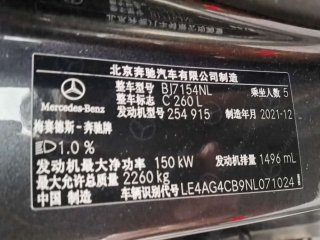 北京奔驰汽车有限公司制造
整车型号 BJ7154NL 乘坐人数 5
整车型号 C 260 L
发动机型号 254 915 制造年月 2021-12
Mercedes-Benz
梅赛德斯-奔驰牌
1.0 %
发动机最大净功率 150 kW 发动机排量 1496 mL
最大允许总质量 2260 kg
中国 制造 车辆识别代号 LE4AG4CB9NL071024